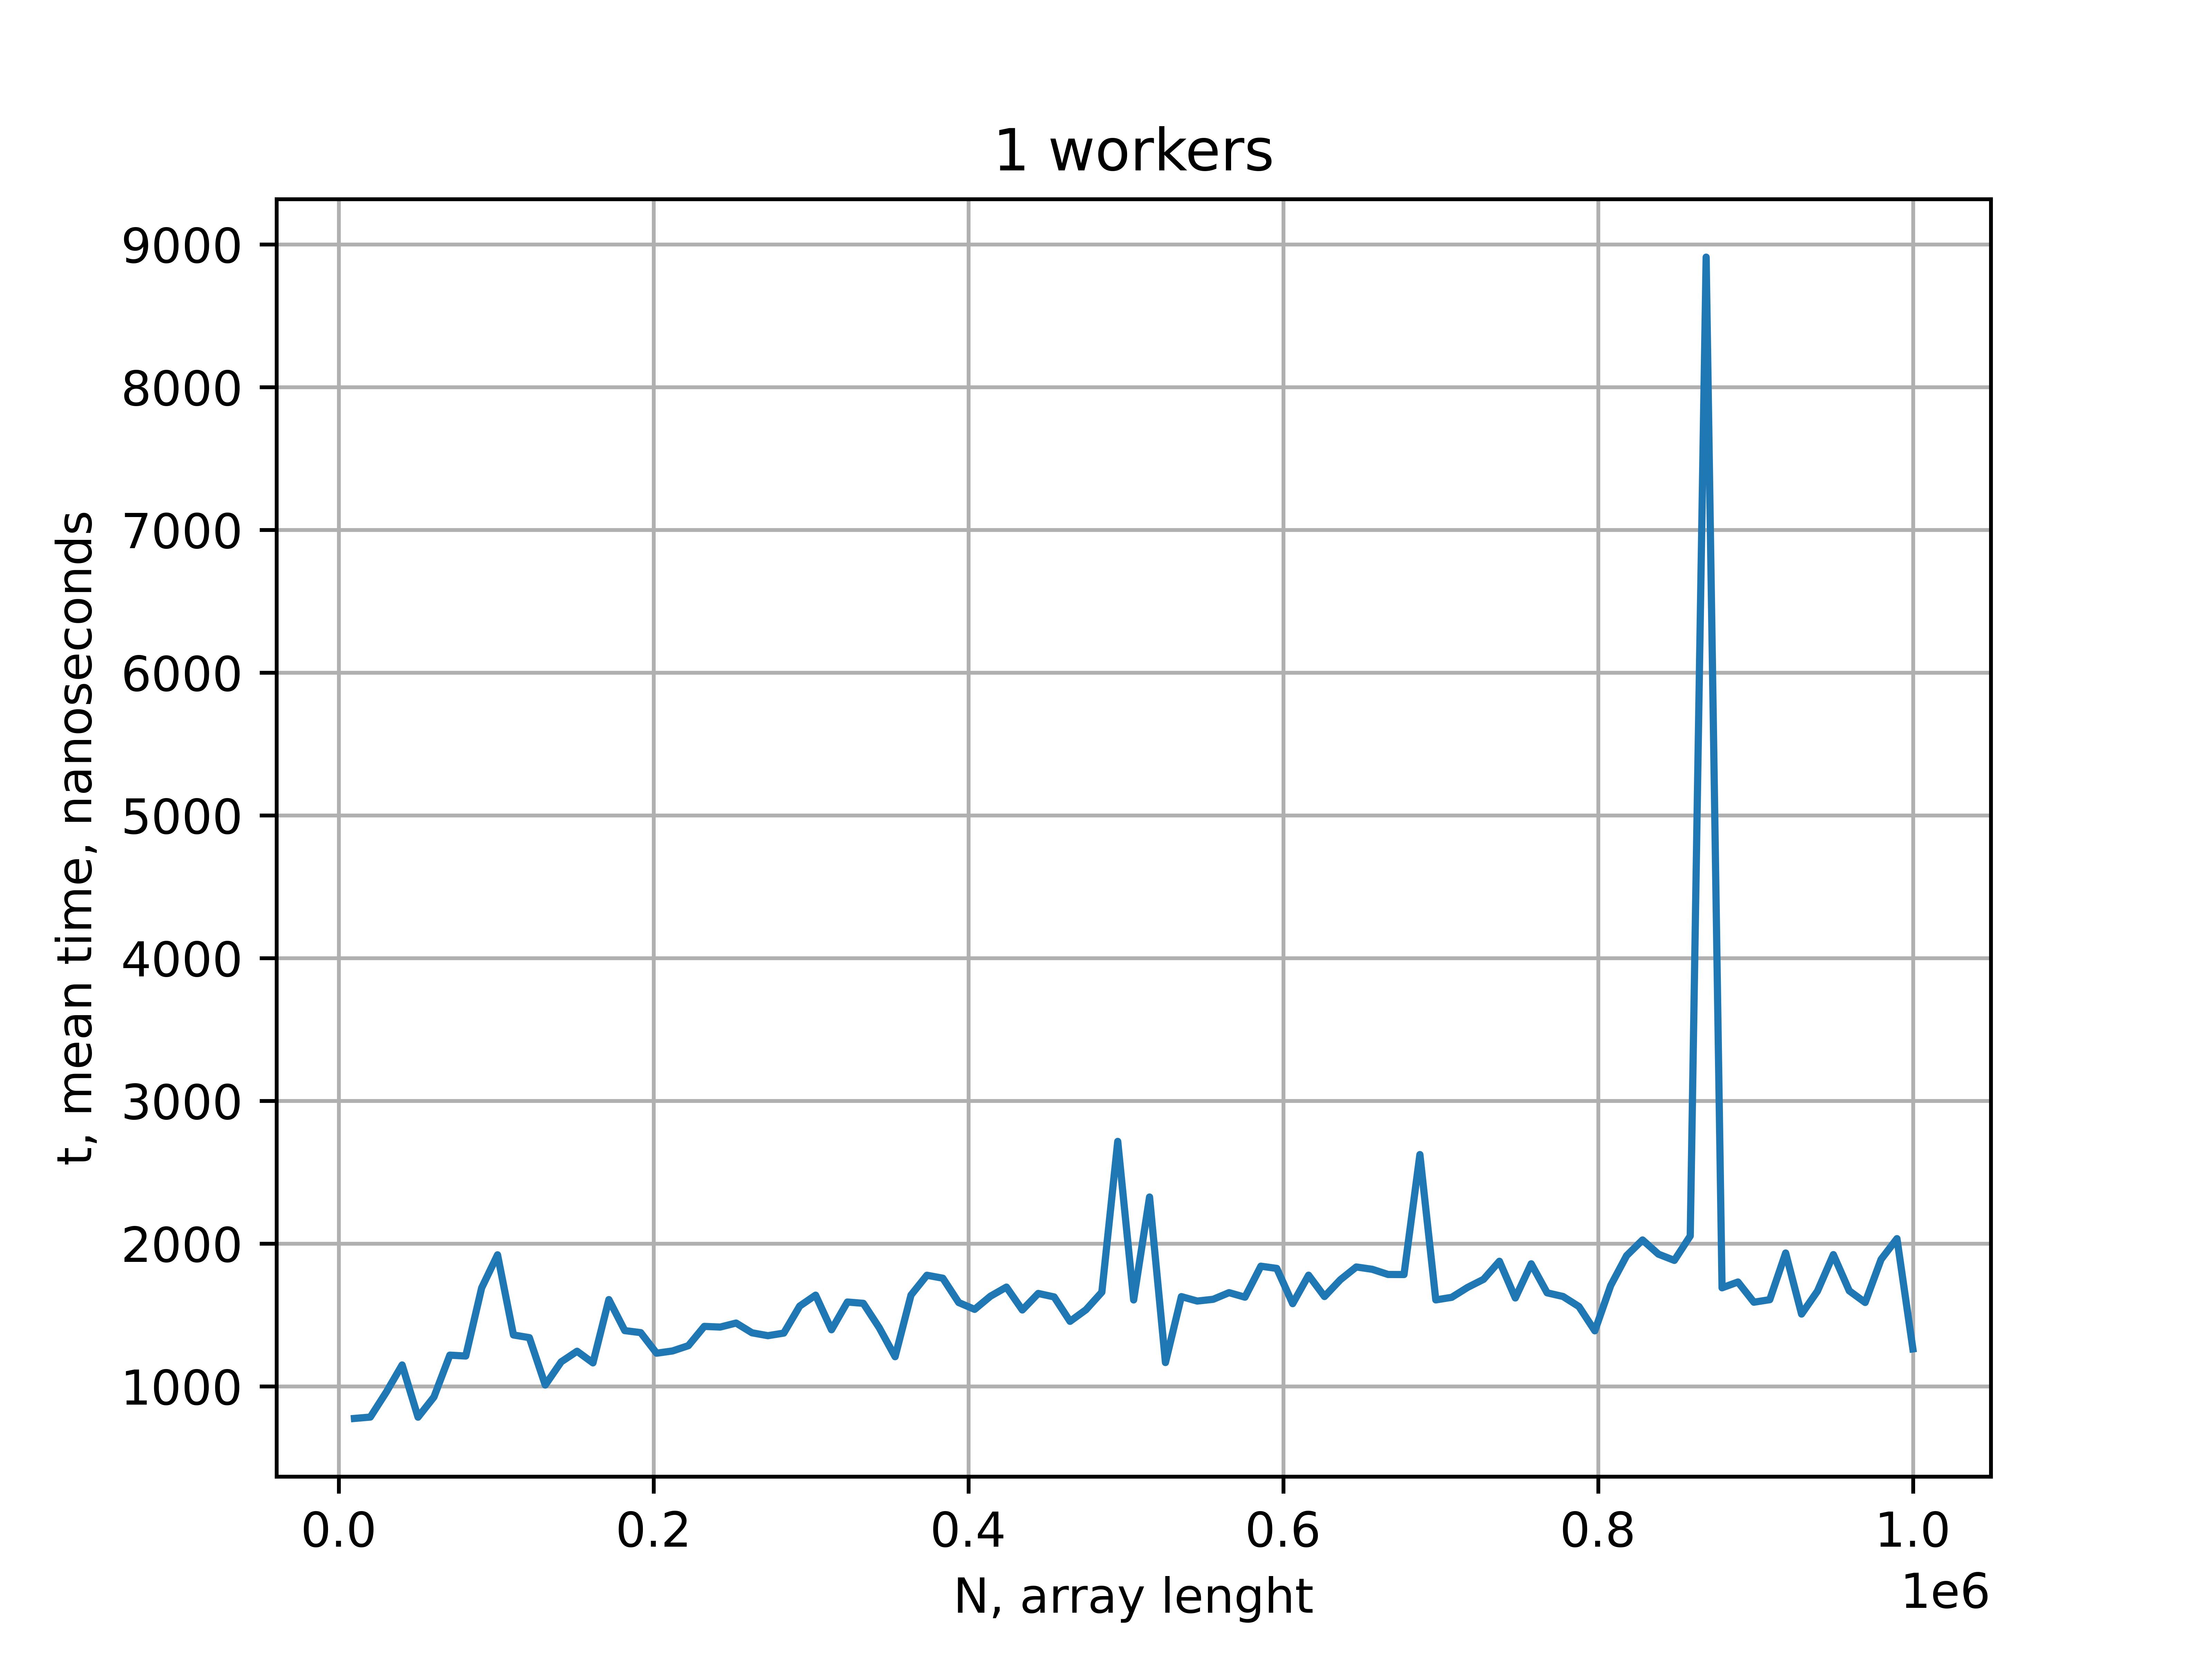 1 workers
t, mean time, nanoseconds
9000
8000
7000
6000
5000
4000
3000
2000
1000
0.0 0.2 0.4 0.6 0.8 1.0
1e6
N, array lenght